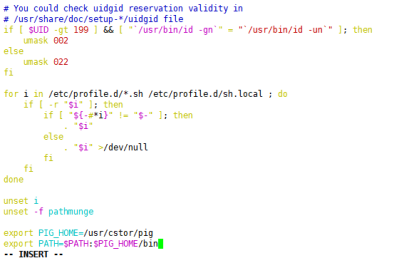 # You could check uidgid reservation validity in
# /usr/share/doc/setup-*/uidgid file
if [ $UID -gt 199 ] && [ "`/usr/bin/id -gn`" = "`/usr/bin/id -un`" ]; then
    umask 002
else
    umask 022
fi

for i in /etc/profile.d/*.sh /etc/profile.d/sh.local ; do
    if [ -r "$i" ]; then
        if [ "${-#*i}" != "$-" ]; then
            . "$i"
        else
            . "$i" >/dev/null
        fi
    fi
done

unset i
unset -f pathmunge

export PIG_HOME=/usr/cstor/pig
export PATH=$PATH:$PIG_HOME/bin
-- INSERT --